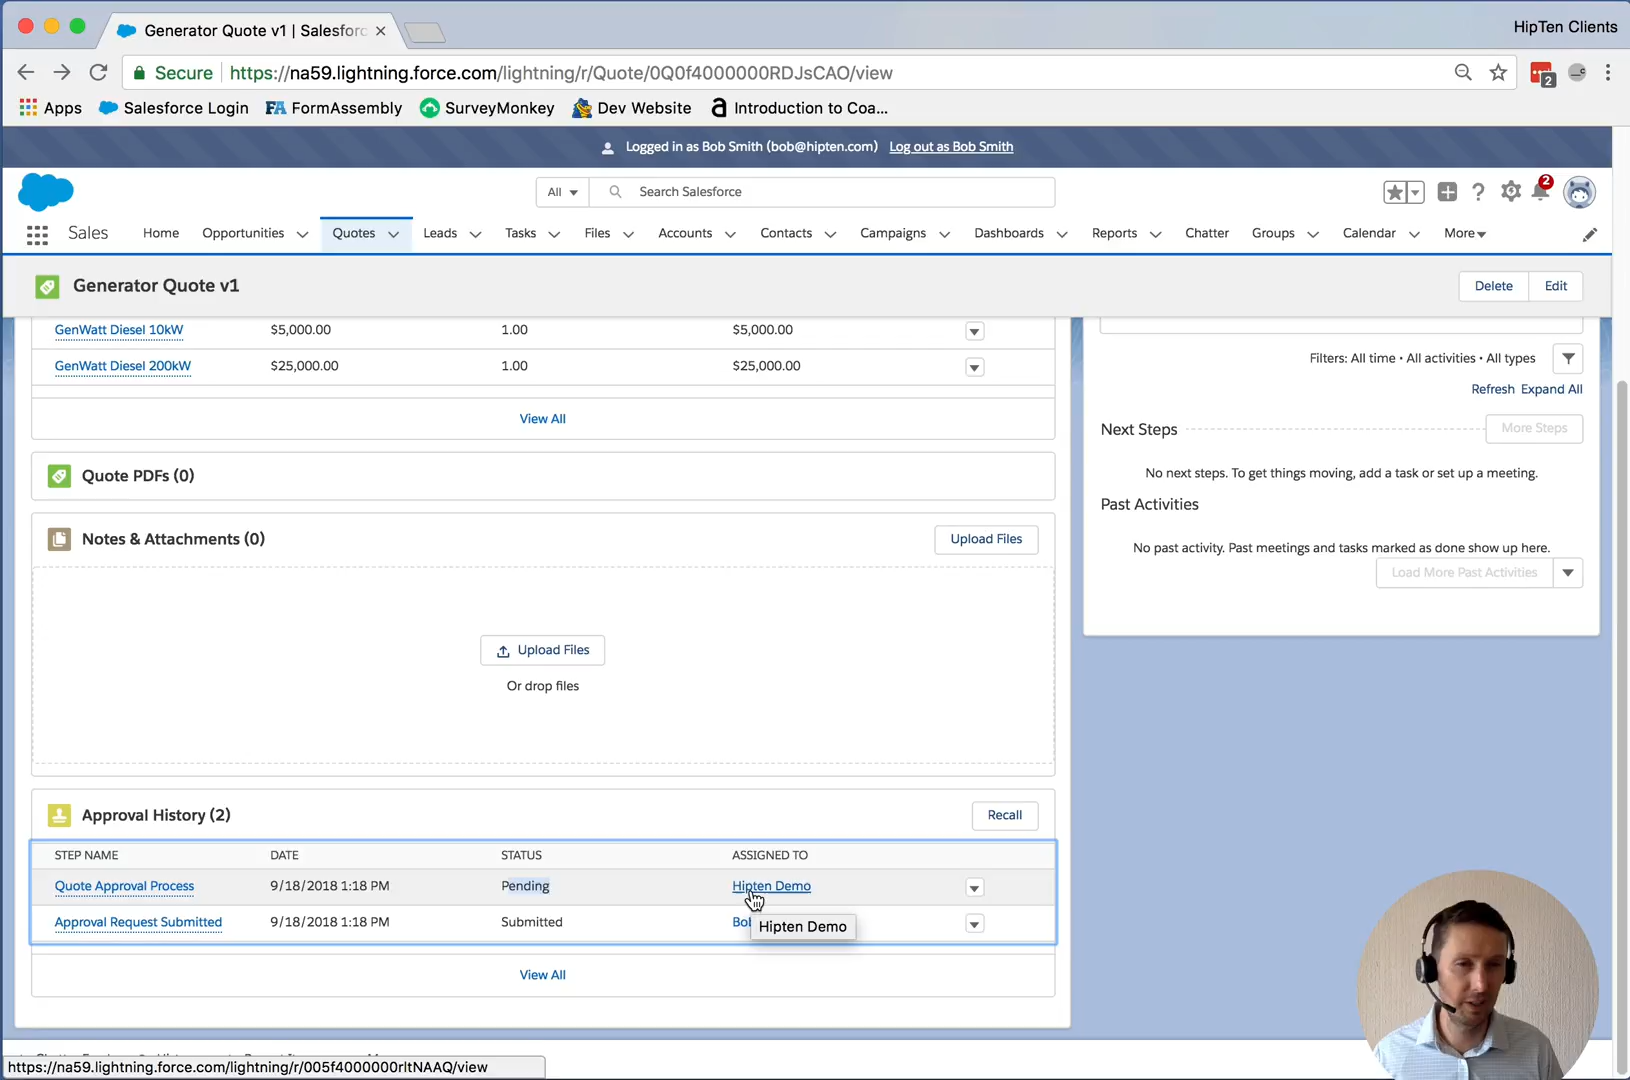 Generator Quote v1 | Salesforc
HipTen Clients
Secure https://na59.lightning.force.com/lightning/r/Quote/0Q0f4000000RDJsCAO/view
2
Apps Salesforce Login FormAssembly SurveyMonkey Dev Website Introduction to Coa...
Logged in as Bob Smith (bob@hipten.com) Log out as Bob Smith
All Search Salesforce
2
Sales Home Opportunities Quotes Leads Tasks Files Accounts Contacts Campaigns Dashboards Reports Chatter Groups Calendar More
Generator Quote v1
Delete Edit
GenWatt Diesel 10kW $5,000.00 1.00 $5,000.00
GenWatt Diesel 200kW $25,000.00 1.00 $25,000.00
View All
Filters: All time • All activities • All types
Refresh Expand All
Next Steps More Steps
No next steps. To get things moving, add a task or set up a meeting.
Past Activities
No past activity. Past meetings and tasks marked as done show up here.
Load More Past Activities
Quote PDFs (0)
Notes & Attachments (0) Upload Files
Upload Files
Or drop files
Approval History (2) Recall
STEP NAME DATE STATUS ASSIGNED TO
Quote Approval Process 9/18/2018 1:18 PM Pending Hipten Demo
Approval Request Submitted 9/18/2018 1:18 PM Submitted Bob
Hipten Demo
View All
https://na59.lightning.force.com/lightning/r/005f4000000rItNAAQ/view